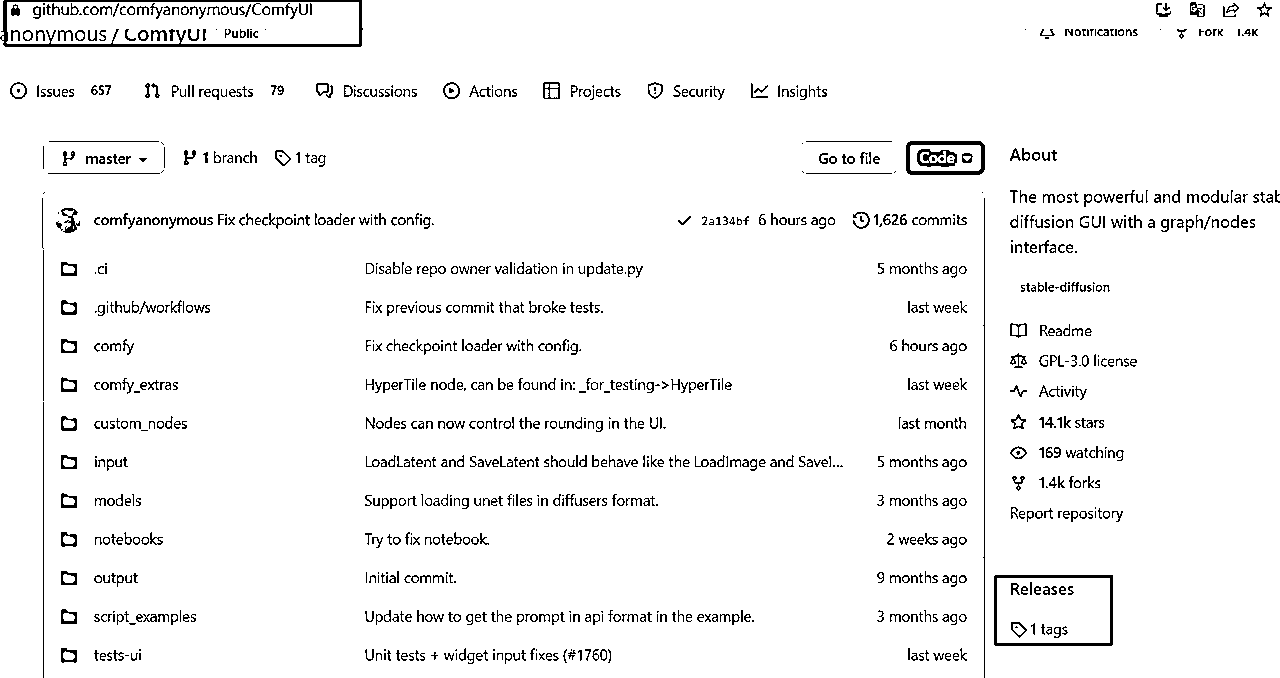 github.com/comfyanonymous/ComfyUI
anonymous / ComfyUI Public
Notifications Fork 1.4k
Issues 657 Pull requests 79 Discussions Actions Projects Security Insights
master 1 branch 1 tag Go to file Code
comfyanonymous Fix checkpoint loader with config. 2a134bf 6 hours ago 1,626 commits
.ci Disable repo owner validation in update.py 5 months ago
.github/workflows Fix previous commit that broke tests. last week
comfy Fix checkpoint loader with config. 6 hours ago
comfy_extras HyperTile node, can be found in: _for_testing->HyperTile last week
custom_nodes Nodes can now control the rounding in the UI. last month
input LoadLatent and SaveLatent should behave like the LoadImage and SaveI... 5 months ago
models Support loading unet files in diffusers format. 3 months ago
notebooks Try to fix notebook. 2 weeks ago
output Initial commit. 9 months ago
script_examples Update how to get the prompt in api format in the example. 3 months ago
tests-ui Unit tests + widget input fixes (#1760) last week
About
The most powerful and modular stab
diffusion GUI with a graph/nodes
interface.
stable-diffusion
Readme
GPL-3.0 license
Activity
14.1k stars
169 watching
1.4k forks
Report repository
Releases
1 tags